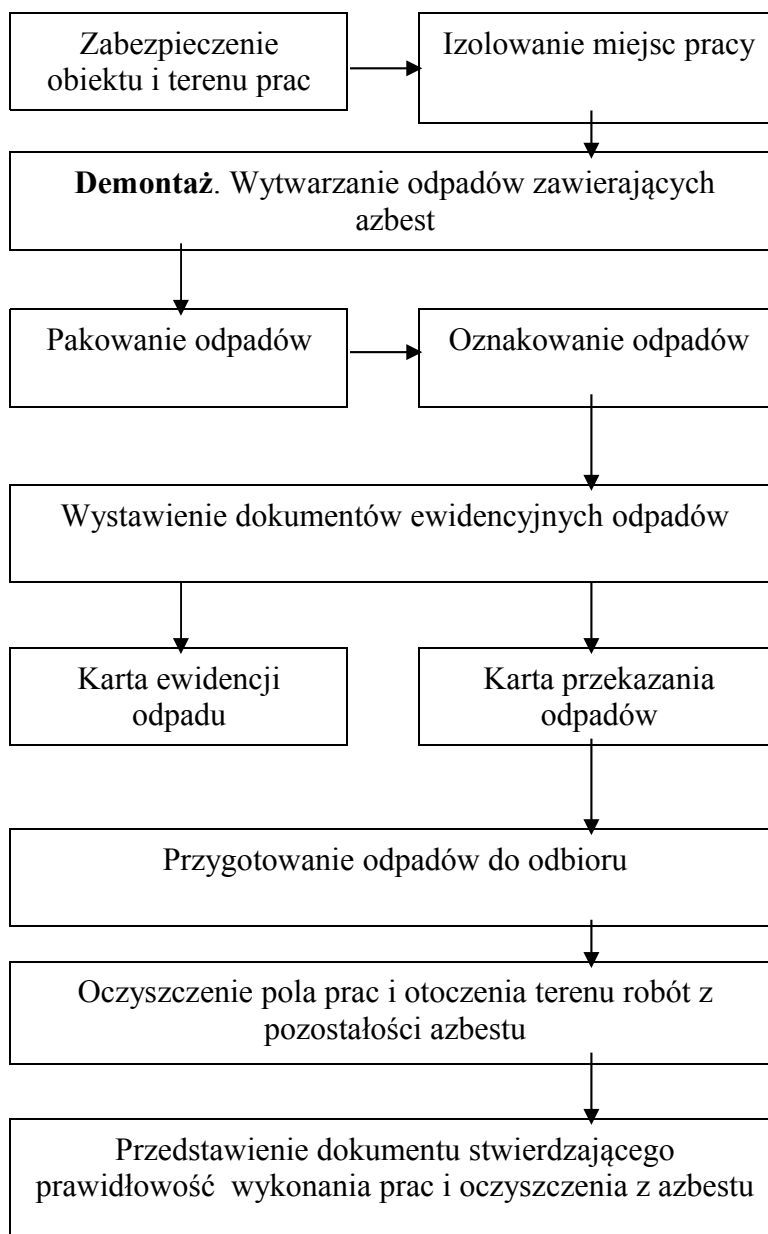 Zabezpieczenie
obiektu i terenu prac
Izolowanie miejsc pracy
Demontaż. Wytwarzanie odpadów zawierających
azbest
Pakowanie odpadów
Oznakowanie odpadów
Wystawienie dokumentów ewidencyjnych odpadów
Karta ewidencji
odpadu
Karta przekazania
odpadów
Przygotowanie odpadów do odbioru
Oczyszczenie pola prac i otoczenia terenu robót z
pozostałości azbestu
Przedstawienie dokumentu stwierdzającego
prawidłowość  wykonania prac i oczyszczenia z azbestu